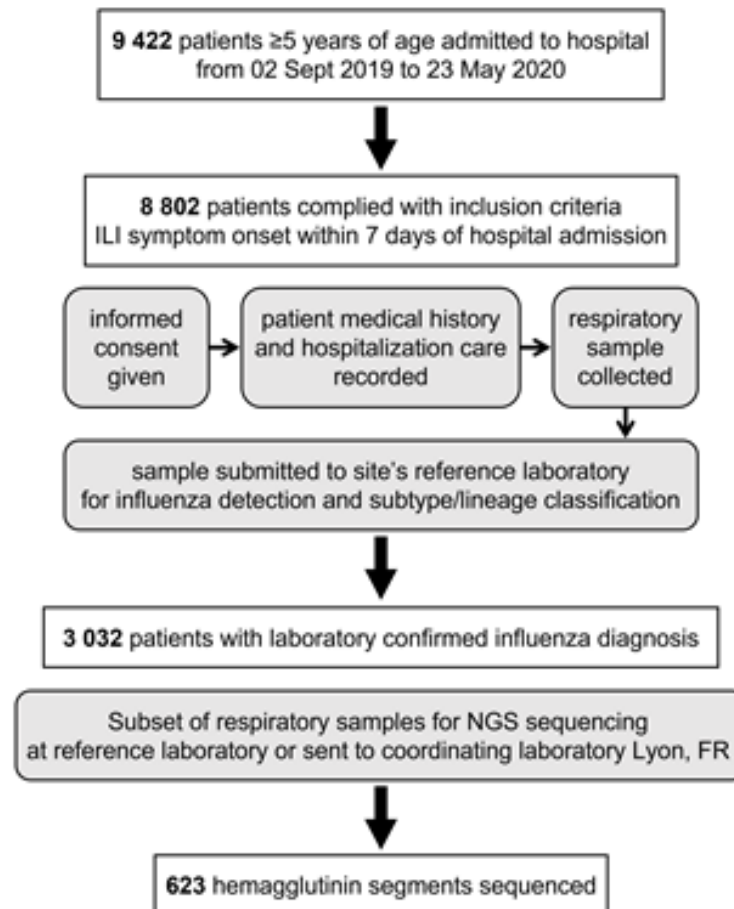 9 422 patients ≥5 years of age admitted to hospital
from 02 Sept 2019 to 23 May 2020
8 802 patients complied with inclusion criteria
ILI symptom onset within 7 days of hospital admission
informed
consent
given
patient medical history
and hospitalization care
recorded
respiratory
sample
collected
sample submitted to site's reference laboratory
for influenza detection and subtype/lineage classification
3 032 patients with laboratory confirmed influenza diagnosis
Subset of respiratory samples for NGS sequencing
at reference laboratory or sent to coordinating laboratory Lyon, FR
623 hemagglutinin segments sequenced